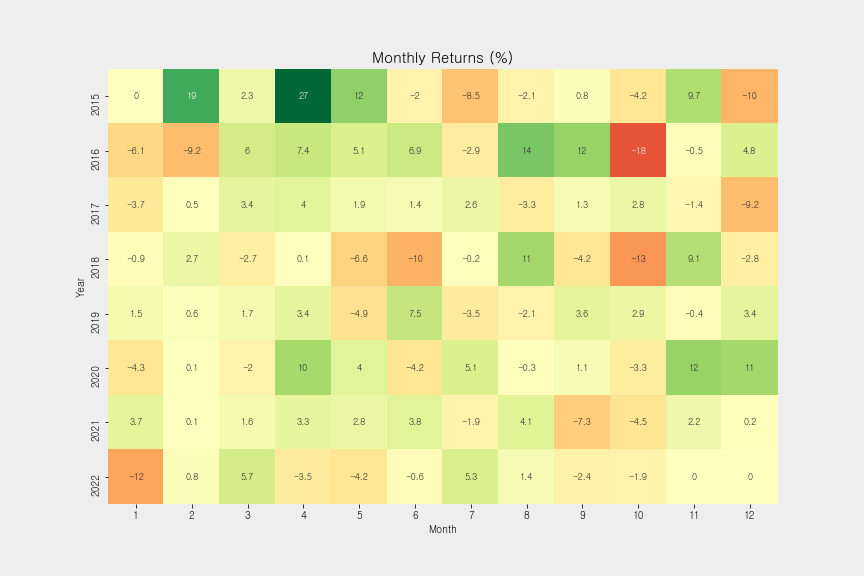 Monthly Returns (%)
Year
2015 0 19 2.3 27 12 −2 −8.5 −2.1 0.8 −4.2 9.7 −10
2016 −6.1 −9.2 6 7.4 5.1 6.9 −2.9 14 12 −18 −0.5 4.8
2017 −3.7 0.5 3.4 4 1.9 1.4 2.6 −3.3 1.3 2.8 −1.4 −9.2
2018 −0.9 2.7 −2.7 0.1 −6.6 −10 −0.2 11 −4.2 −13 9.1 −2.8
2019 1.5 0.6 1.7 3.4 −4.9 7.5 −3.5 −2.1 3.6 2.9 −0.4 3.4
2020 −4.3 0.1 −2 10 4 −4.2 5.1 −0.3 1.1 −3.3 12 11
2021 3.7 0.1 1.6 3.3 2.8 3.8 −1.9 4.1 −7.3 −4.5 2.2 0.2
2022 −12 0.8 5.7 −3.5 −4.2 −0.6 5.3 1.4 −2.4 −1.9 0 0
1 2 3 4 5 6 7 8 9 10 11 12
Month